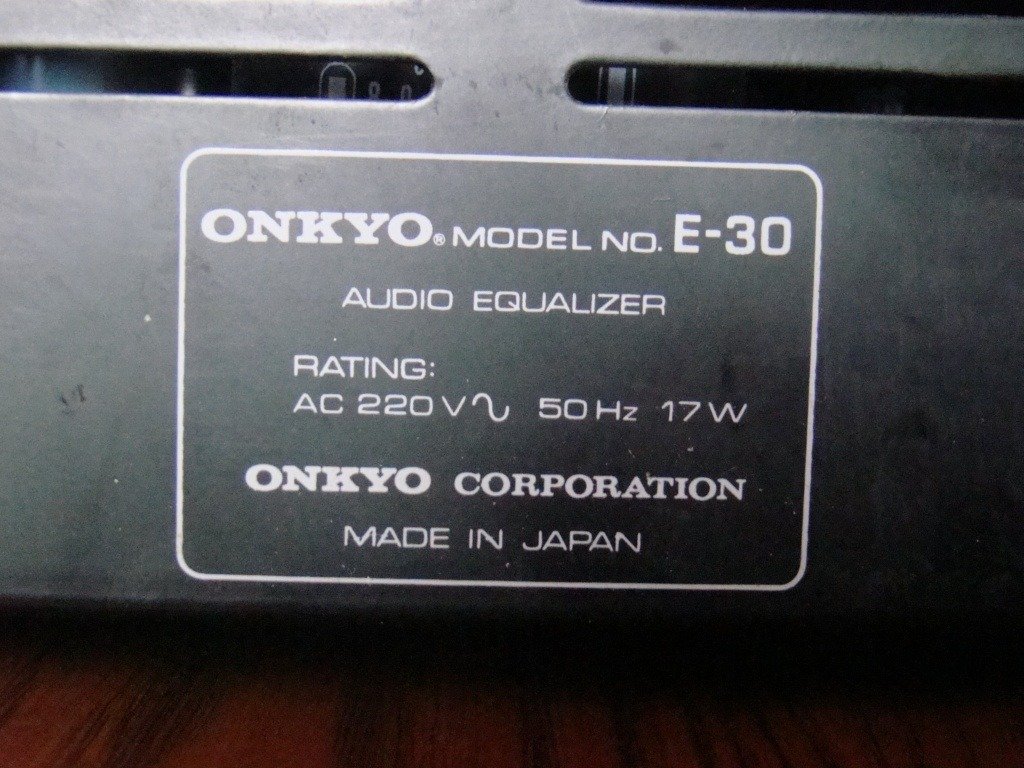 ONKYO® MODEL NO. E-30
AUDIO EQUALIZER
RATING:
AC 220V∿ 50Hz 17W
ONKYO CORPORATION
MADE IN JAPAN